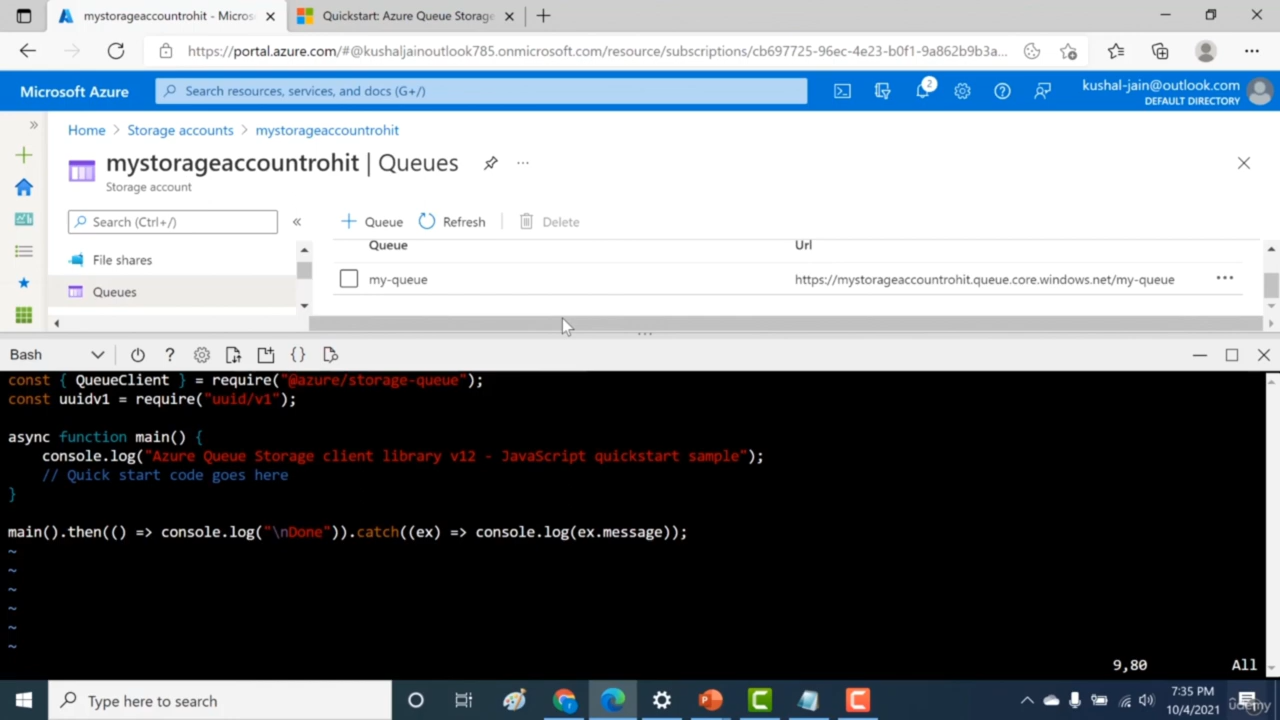 mystorageaccountrohit - Micros
Quickstart: Azure Queue Storage
https://portal.azure.com/#@kushaljainoutlook785.onmicrosoft.com/resource/subscriptions/cb697725-96ec-4e23-b0f1-9a862b9b3a...
Microsoft Azure
Search resources, services, and docs (G+/)
2
kushal-jain@outlook.com
DEFAULT DIRECTORY
Home > Storage accounts > mystorageaccountrohit
mystorageaccountrohit | Queues
Storage account
Search (Ctrl+/)
+ Queue
Refresh
Delete
File shares
Queues
Queue
Url
my-queue
https://mystorageaccountrohit.queue.core.windows.net/my-queue
Bash
const { QueueClient } = require("@azure/storage-queue");
const uuidv1 = require("uuid/v1");
async function main() {
console.log("Azure Queue Storage client library v12 - JavaScript quickstart sample");
// Quick start code goes here
}
main().then(() => console.log("\nDone")).catch((ex) => console.log(ex.message));
~
~
~
~
~
~
9,80
All
Type here to search
7:35 PM
10/4/2021
udemy